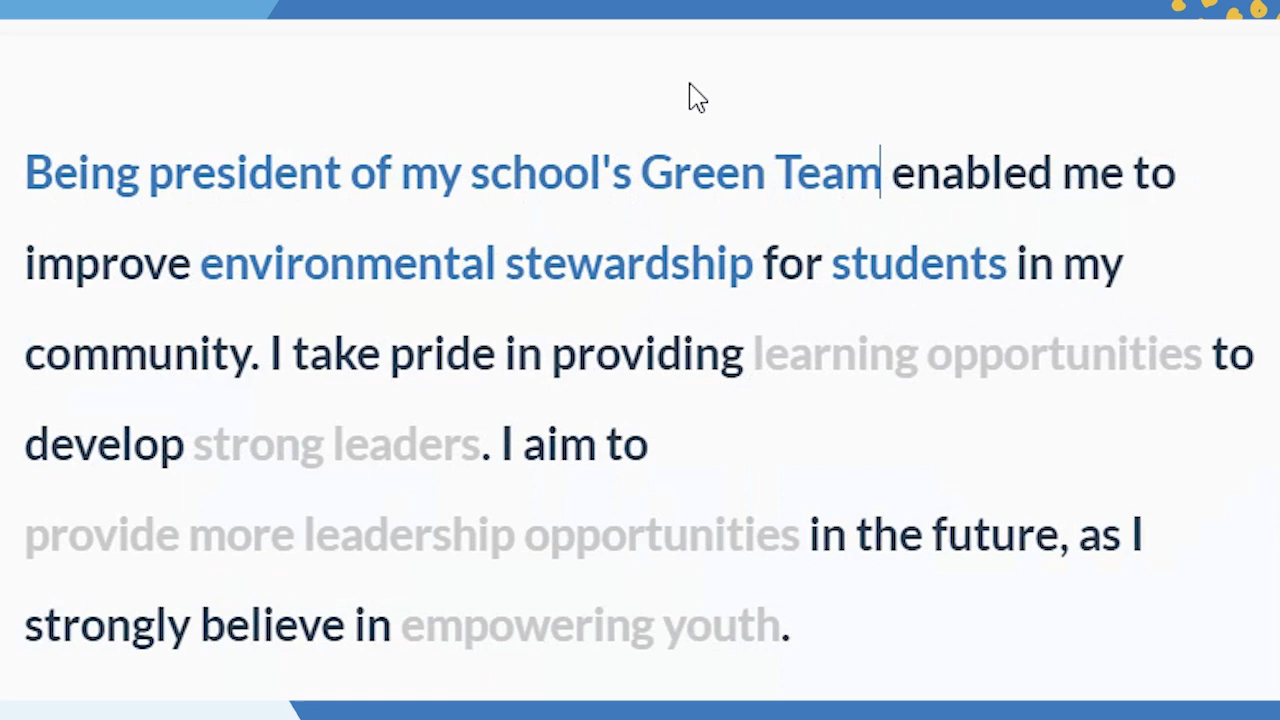 Being president of my school's Green Team enabled me to
improve environmental stewardship for students in my
community. I take pride in providing learning opportunities to
develop strong leaders. I aim to
provide more leadership opportunities in the future, as I
strongly believe in empowering youth.